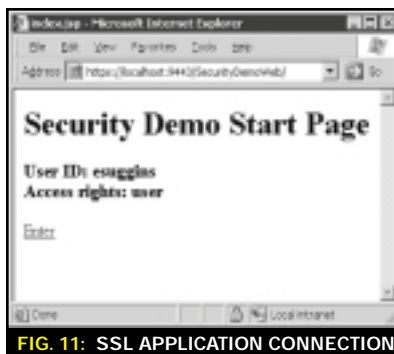 index.jsp - Microsoft Internet Explorer
File Edit View Favorites Tools Help
Address https://localhost:9443/SecurityDemoWeb/ Go
Security Demo Start Page
User ID: esuggins
Access rights: user
Enter
Done Local intranet
FIG. 11: SSL APPLICATION CONNECTION